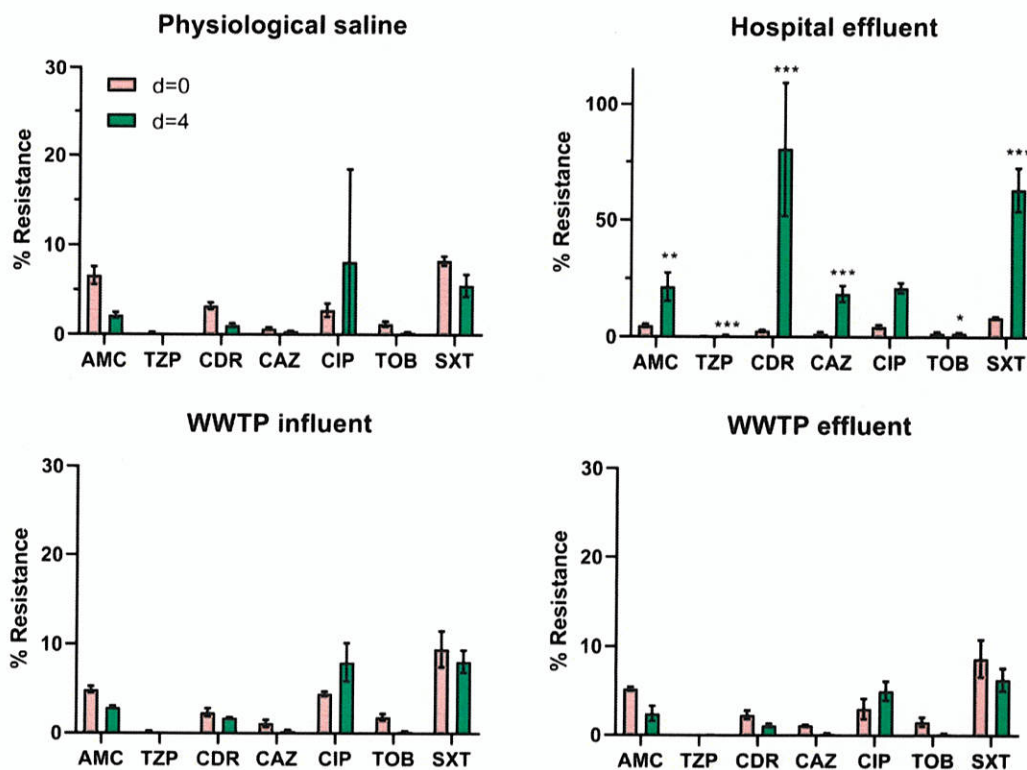 Physiological saline
30
20
10
0
% Resistance
d=0
d=4
AMC TZP CDR CAZ CIP TOB SXT
Hospital effluent
100
50
0
% Resistance
** *** *** *** * ***
AMC TZP CDR CAZ CIP TOB SXT
WWTP influent
30
20
10
0
% Resistance
AMC TZP CDR CAZ CIP TOB SXT
WWTP effluent
30
20
10
0
% Resistance
AMC TZP CDR CAZ CIP TOB SXT